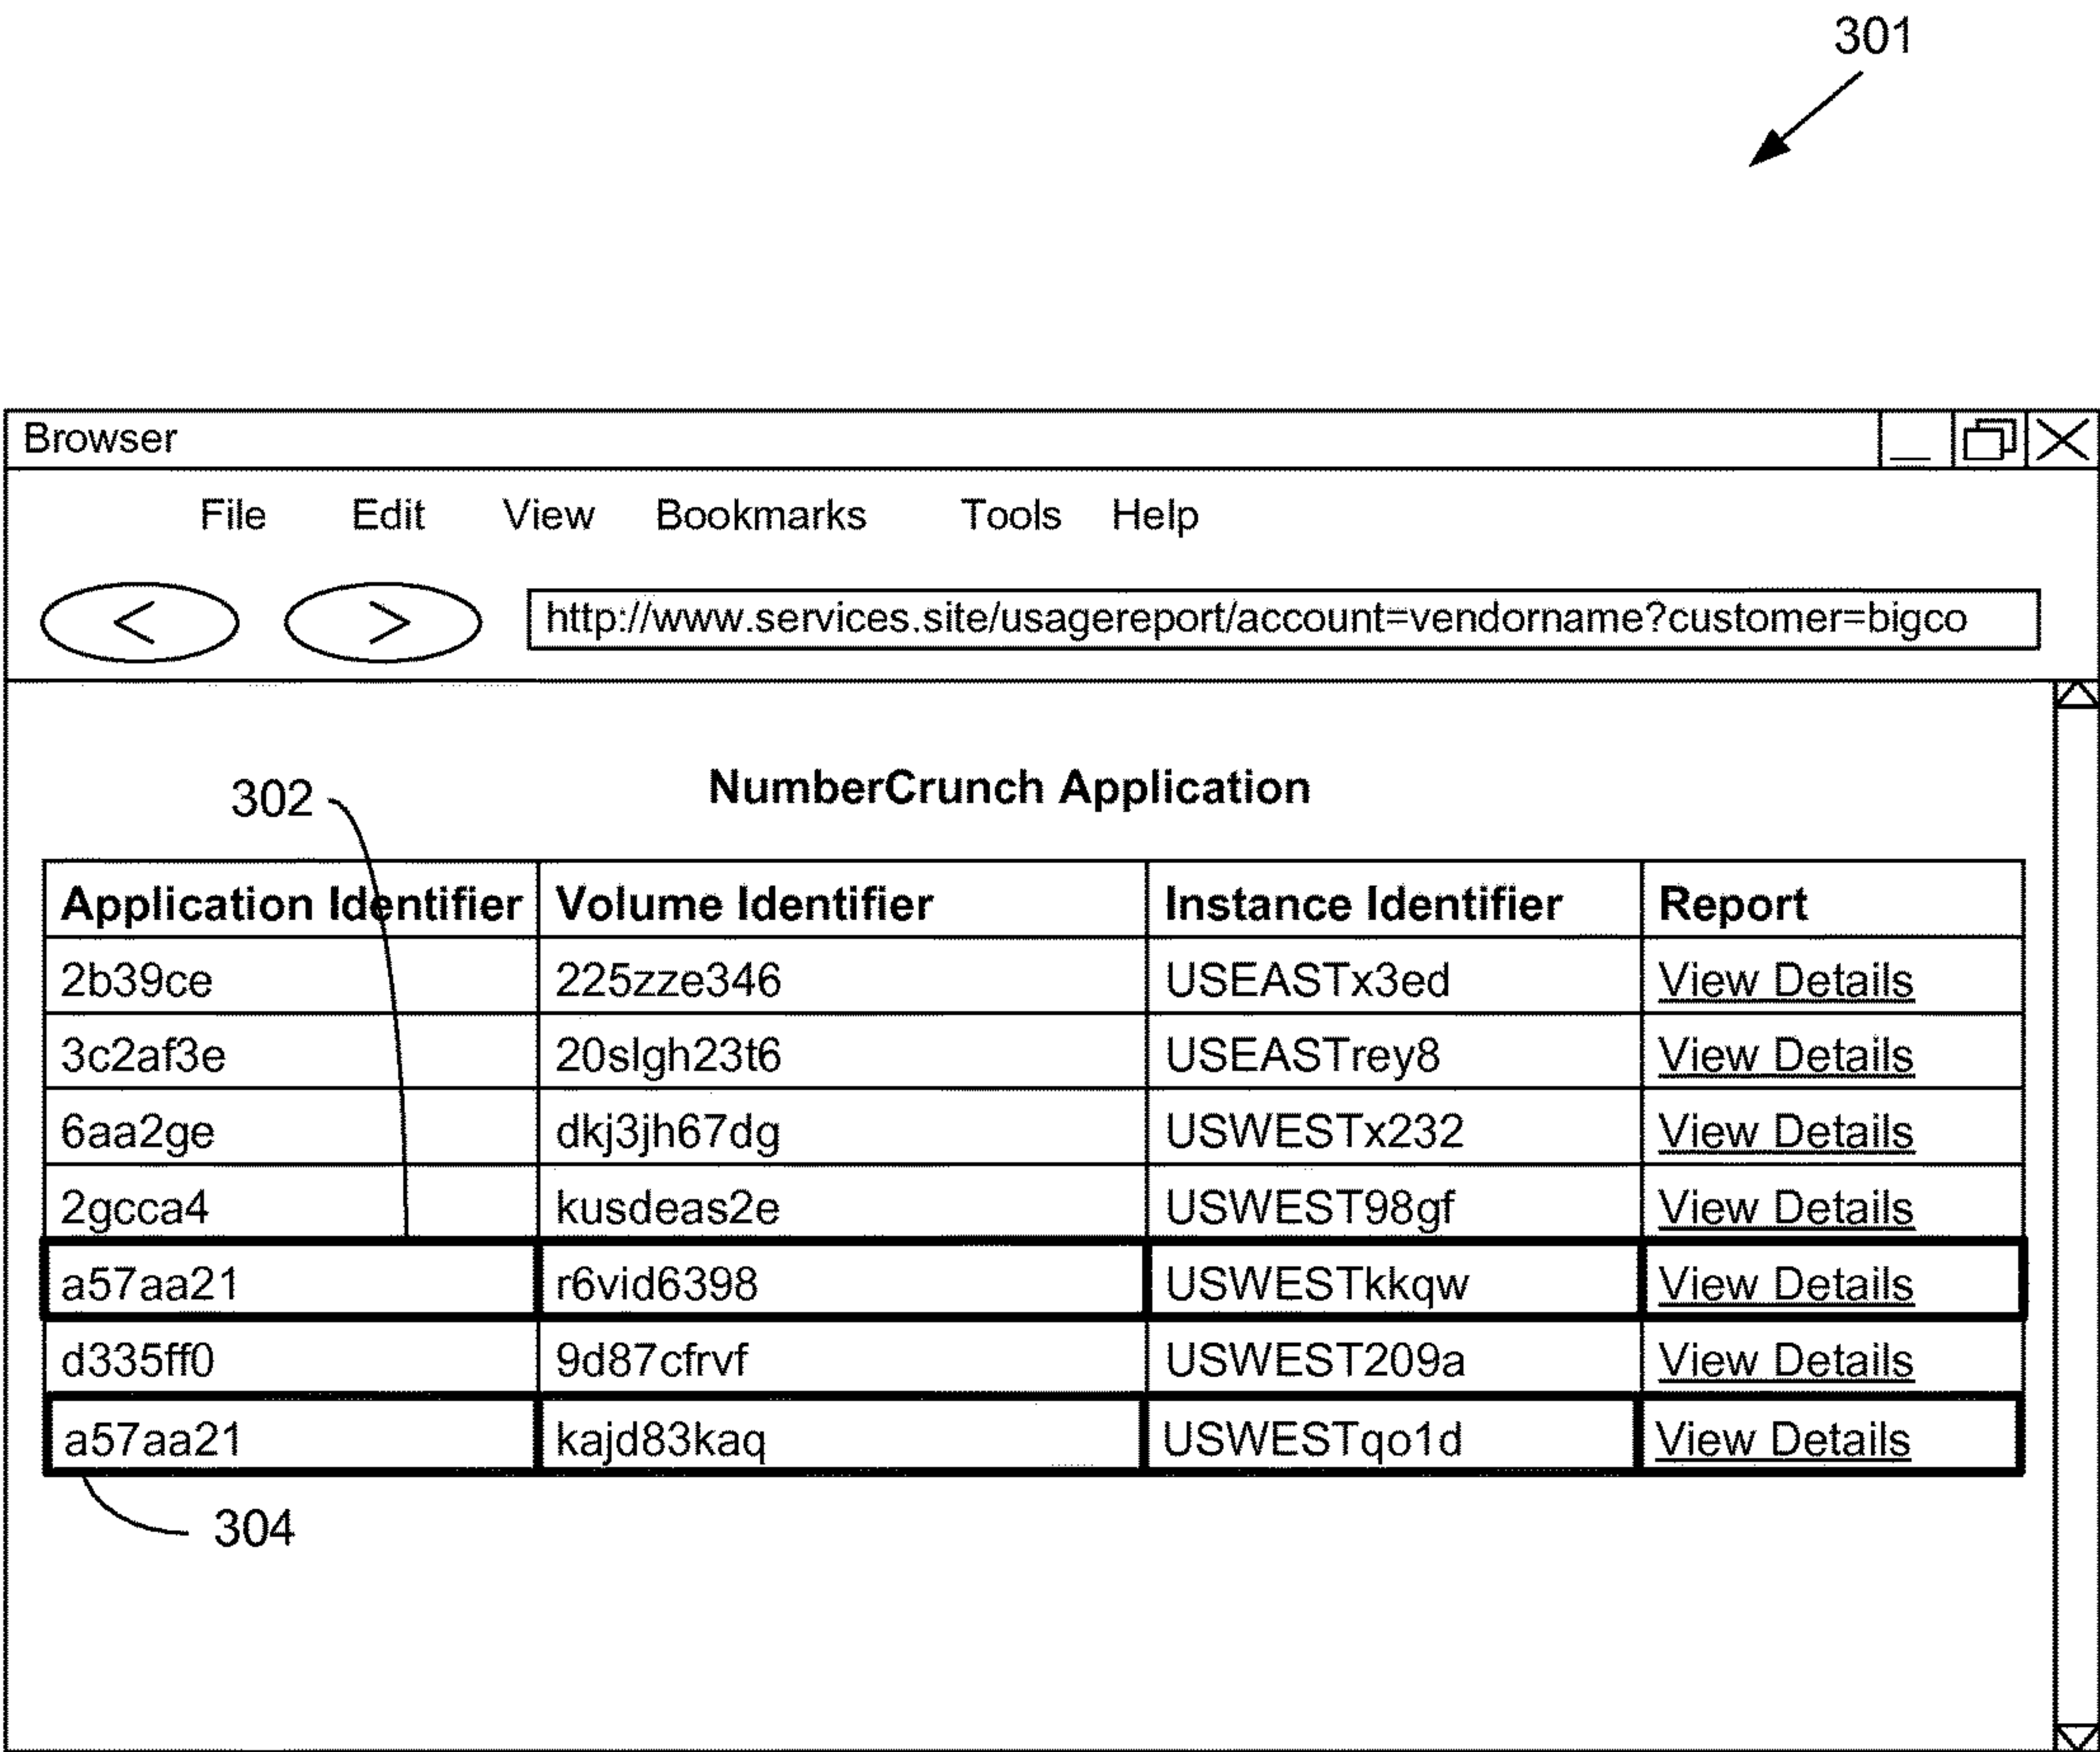 301
Browser
File Edit View Bookmarks Tools Help
< > http://www.services.site/usagereport/account=vendorname?customer=bigco
NumberCrunch Application
302
Application Identifier Volume Identifier Instance Identifier Report
2b39ce 225zze346 USEASTx3ed View Details
3c2af3e 20slgh23t6 USEASTrey8 View Details
6aa2ge dkj3jh67dg USWESTx232 View Details
2gcca4 kusdeas2e USWEST98gf View Details
a57aa21 r6vid6398 USWESTkkqw View Details
d335ff0 9d87cfrvf USWEST209a View Details
a57aa21 kajd83kaq USWESTqo1d View Details
304